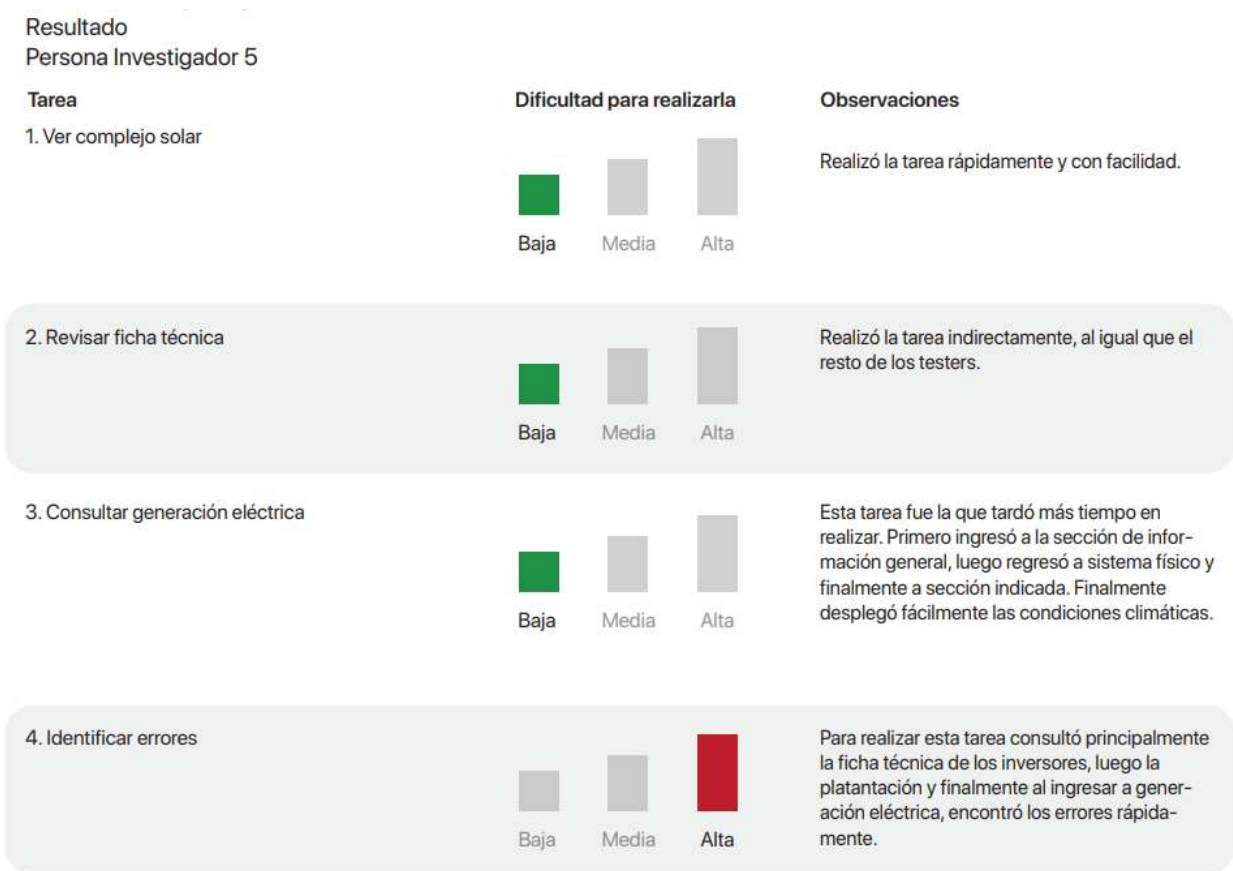 Resultado
Persona Investigador 5
Tarea
Dificultad para realizarla
Observaciones
1. Ver complejo solar
Baja
Media
Alta
Realizó la tarea rápidamente y con facilidad.
2. Revisar ficha técnica
Baja
Media
Alta
Realizó la tarea indirectamente, al igual que el
resto de los testers.
3. Consultar generación eléctrica
Baja
Media
Alta
Esta tarea fue la que tardó más tiempo en
realizar. Primero ingresó a la sección de infor-
mación general, luego regresó a sistema físico y
finalmente a sección indicada. Finalmente
desplegó fácilmente las condiciones climáticas.
4. Identificar errores
Baja
Media
Alta
Para realizar esta tarea consultó principalmente
la ficha técnica de los inversores, luego la
platantación y finalmente al ingresar a gener-
ación eléctrica, encontró los errores rápida-
mente.